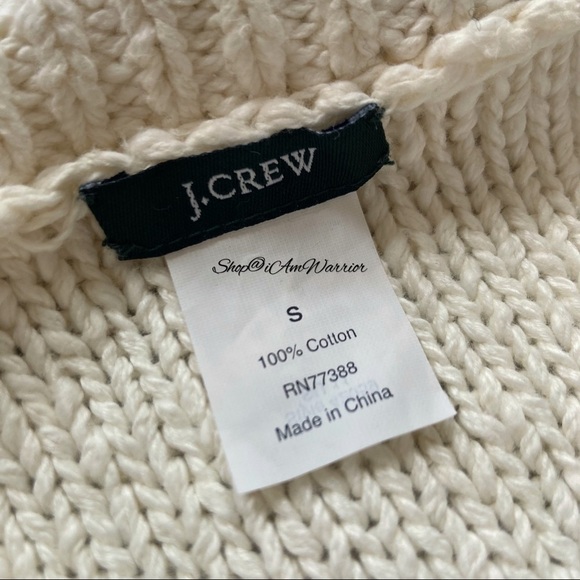 J.CREW
Shop@iAmWarrior
S
100% Cotton
RN77388
Made in China